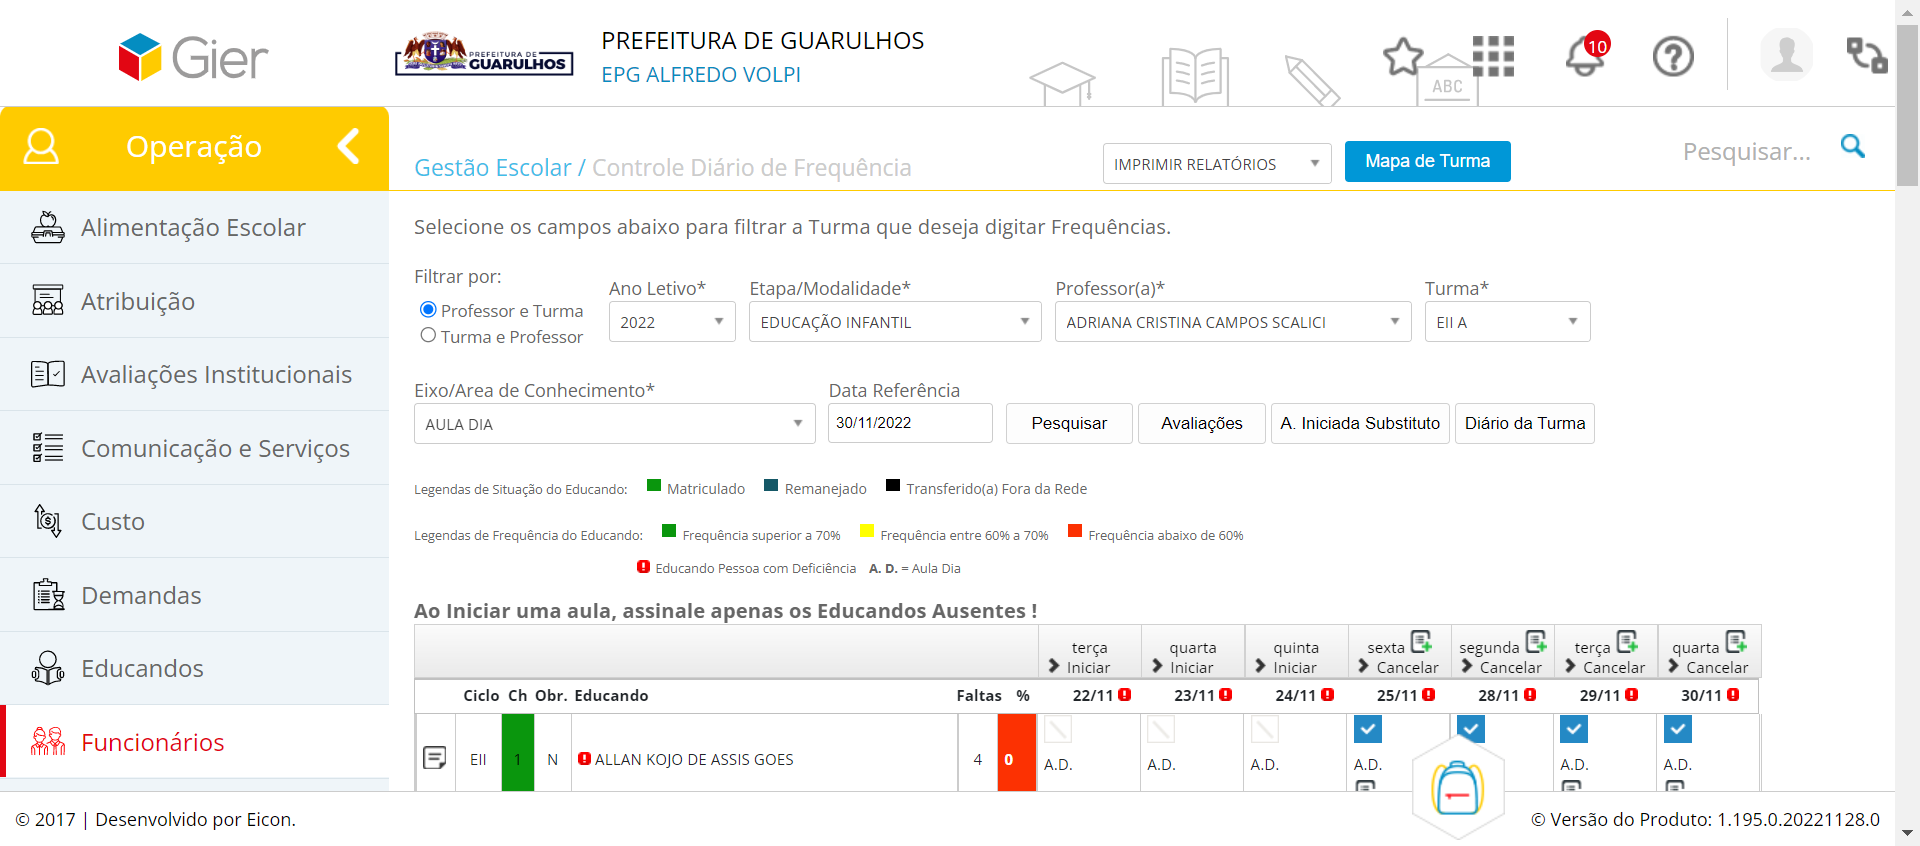 Gier
PREFEITURA DE
GUARULHOS
PREFEITURA DE GUARULHOS
EPG ALFREDO VOLPI
ABC
10
Operação
Gestão Escolar / Controle Diário de Frequência
IMPRIMIR RELATÓRIOS
Mapa de Turma
Pesquisar...
Alimentação Escolar
Atribuição
Avaliações Institucionais
Comunicação e Serviços
Custo
Demandas
Educandos
Funcionários
Selecione os campos abaixo para filtrar a Turma que deseja digitar Frequências.
Filtrar por:
Professor e Turma
Turma e Professor
Ano Letivo*
2022
Etapa/Modalidade*
EDUCAÇÃO INFANTIL
Professor(a)*
ADRIANA CRISTINA CAMPOS SCALICI
Turma*
EII A
Eixo/Area de Conhecimento*
AULA DIA
Data Referência
30/11/2022
Pesquisar
Avaliações
A. Iniciada Substituto
Diário da Turma
Legendas de Situação do Educando: Matriculado Remanejado Transferido(a) Fora da Rede
Legendas de Frequência do Educando: Frequência superior a 70% Frequência entre 60% a 70% Frequência abaixo de 60%
Educando Pessoa com Deficiência A. D. = Aula Dia
Ao Iniciar uma aula, assinale apenas os Educandos Ausentes !
terça quarta quinta sexta segunda terça quarta
Iniciar Iniciar Iniciar Cancelar Cancelar Cancelar Cancelar
Ciclo Ch Obr. Educando Faltas % 22/11 23/11 24/11 25/11 28/11 29/11 30/11
EII 1 N ALLAN KOJO DE ASSIS GOES 4 0 A.D. A.D. A.D. A.D. A.D. A.D. A.D.
© 2017 | Desenvolvido por Eicon.
© Versão do Produto: 1.195.0.20221128.0